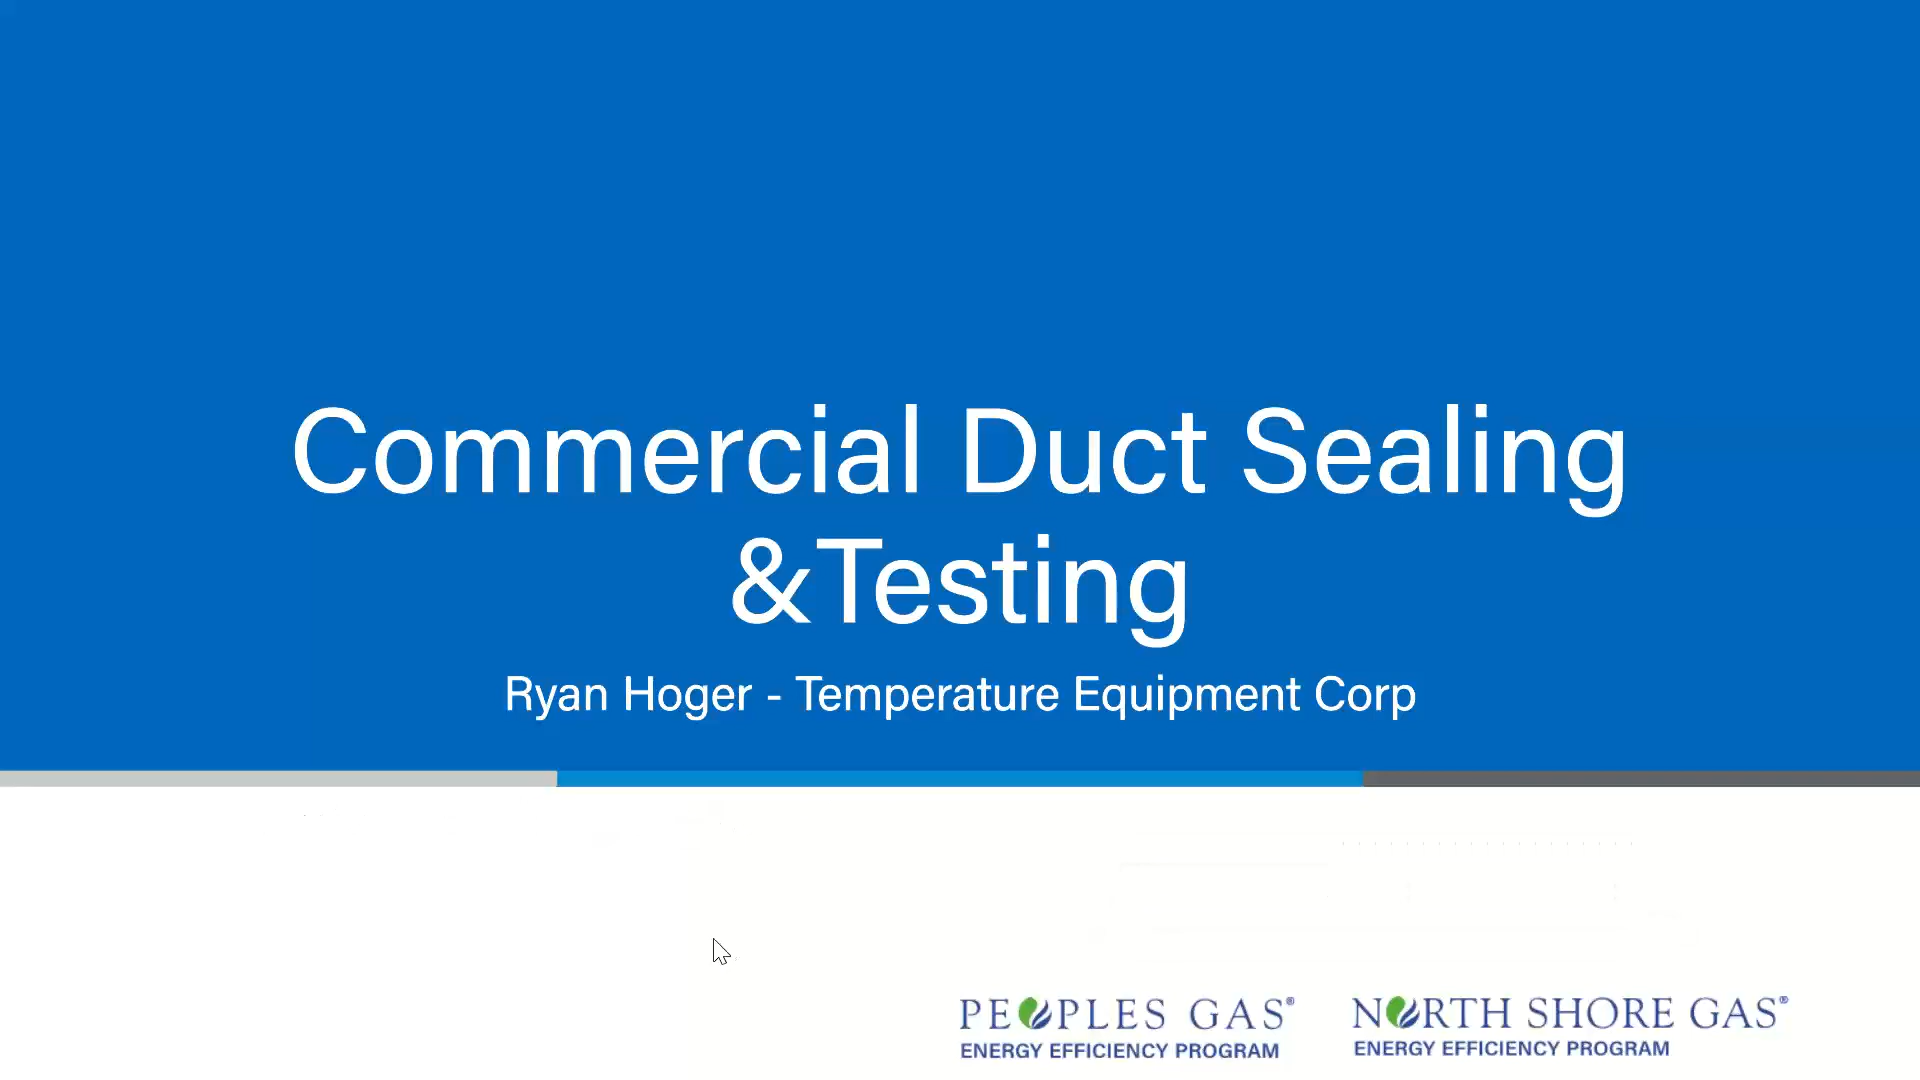 Commercial Duct Sealing
&Testing
Ryan Hoger - Temperature Equipment Corp
PEOPLES GAS®
ENERGY EFFICIENCY PROGRAM
NORTH SHORE GAS®
ENERGY EFFICIENCY PROGRAM